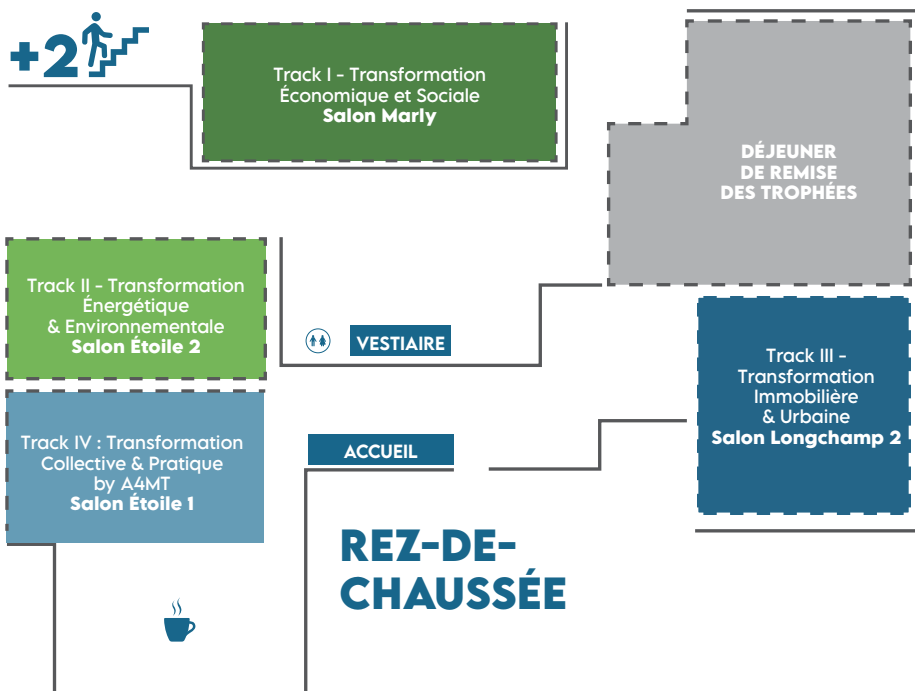 +2
Track I - Transformation
Économique et Sociale
Salon Marly
DÉJEUNER
DE REMISE
DES TROPHÉES
Track II - Transformation
Énergétique
& Environnementale
Salon Étoile 2
VESTIAIRE
Track III -
Transformation
Immobilière
& Urbaine
Salon Longchamp 2
Track IV : Transformation
Collective & Pratique
by A4MT
Salon Étoile 1
ACCUEIL
REZ-DE-
CHAUSSÉE